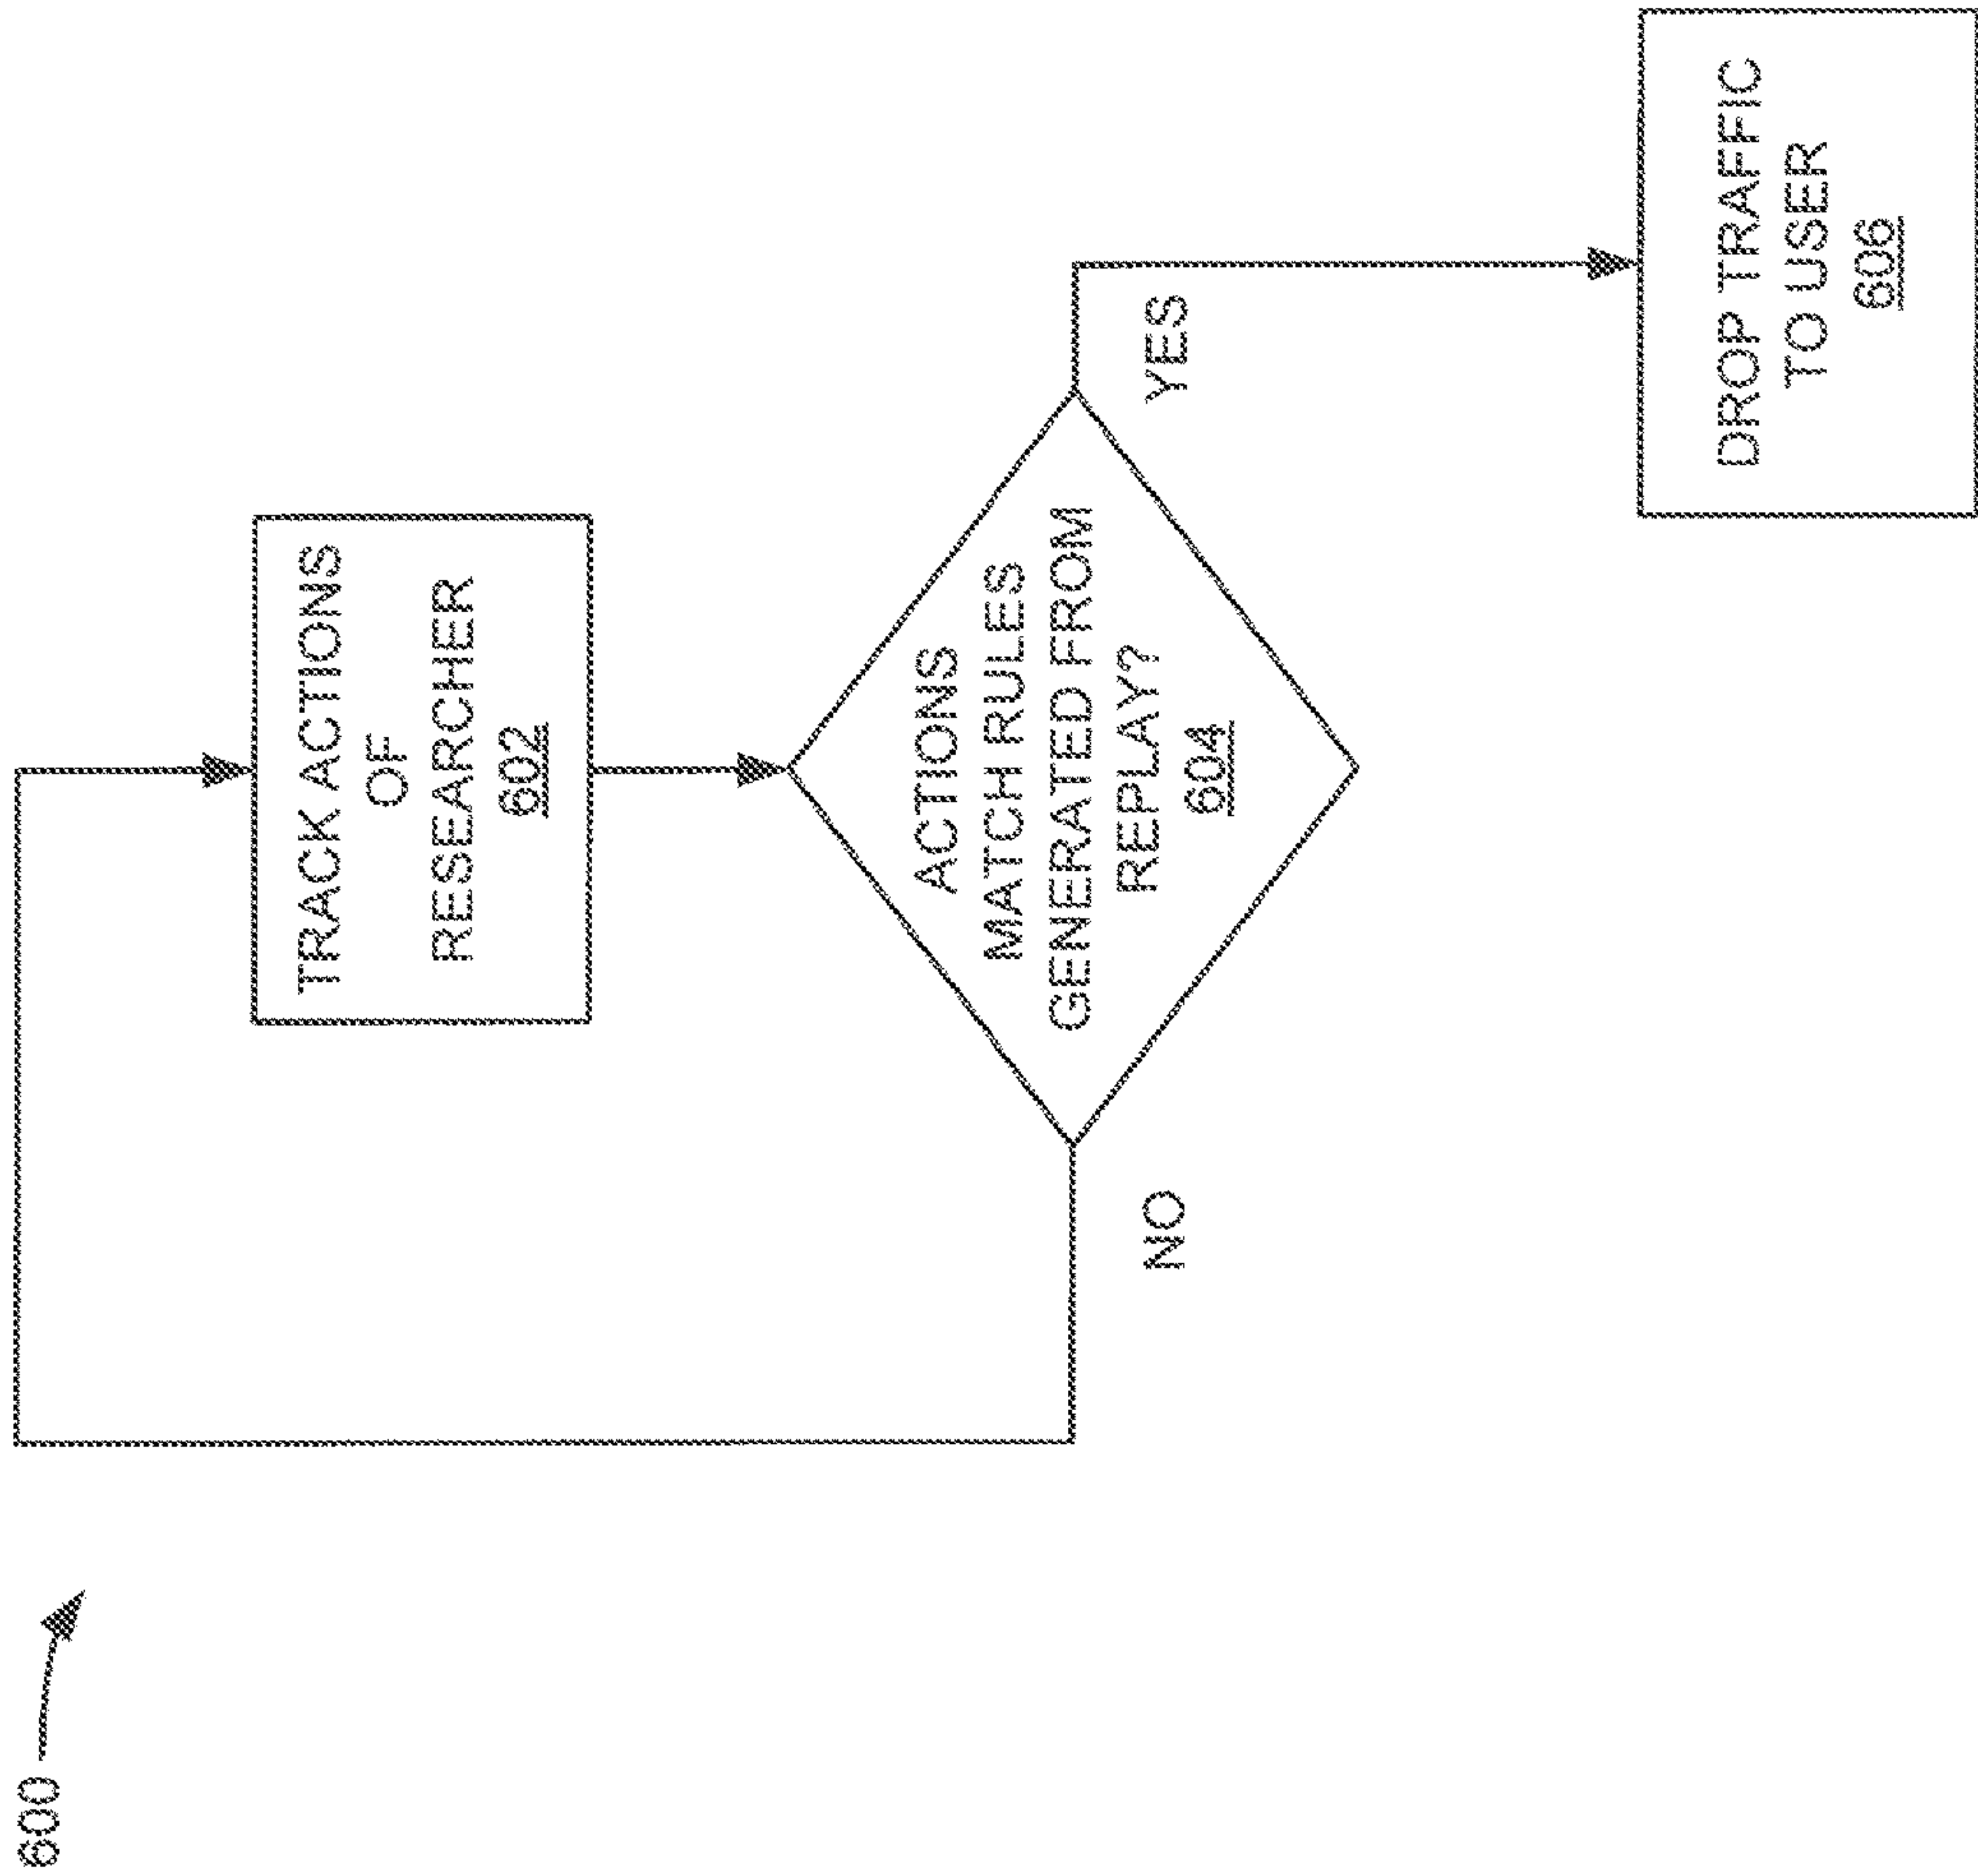 600
TRACK ACTIONS
OF
RESEARCHER
602
ACTIONS
MATCH RULES
GENERATED FROM
REPLAY?
604
NO
YES
DROP TRAFFIC
TO USER
606